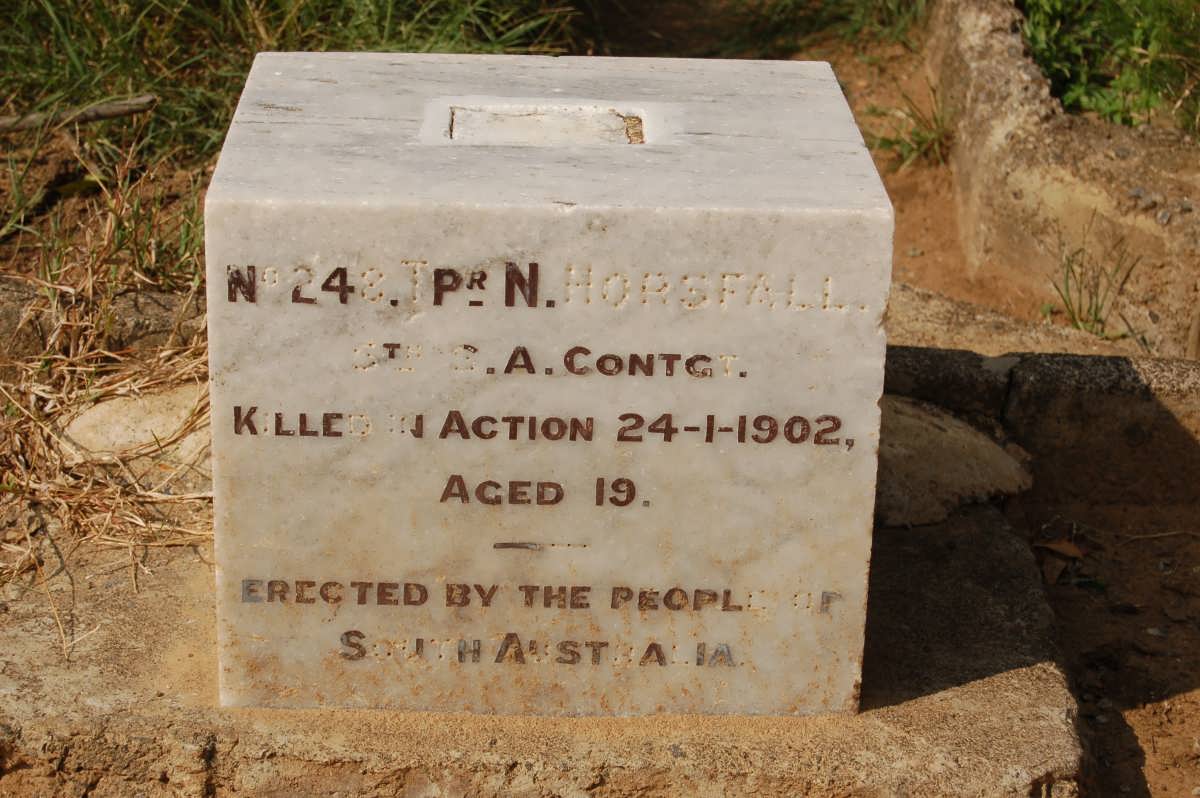 No 248. Tpr N. Horsfall.
5th S.A. Contgt.
Killed in Action 24-1-1902,
Aged 19.
Erected by the People of
South Australia.